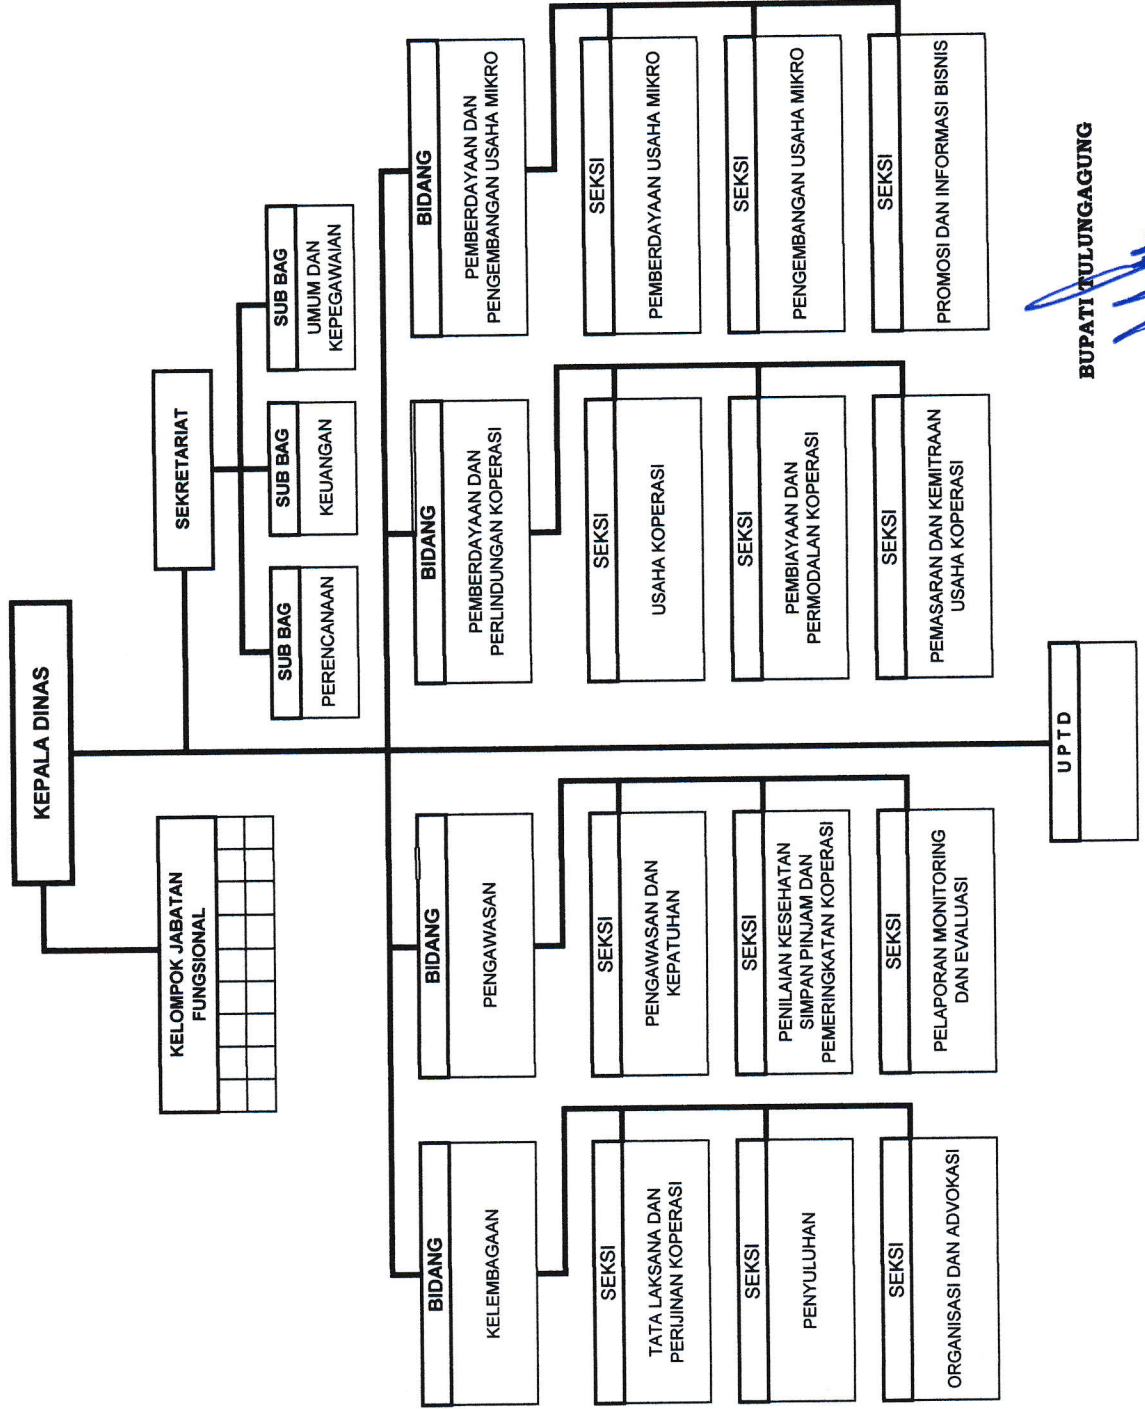 KEPALA DINAS
KELOMPOK JABATAN
FUNGSIONAL
SEKRETARIAT
SUB BAG
PERENCANAAN
SUB BAG
KEUANGAN
SUB BAG
UMUM DAN
KEPEGAWAIAN
BIDANG
KELEMBAGAAN
SEKSI
TATA LAKSANA DAN
PERIJINAN KOPERASI
SEKSI
PENYULUHAN
SEKSI
ORGANISASI DAN ADVOKASI
BIDANG
PENGAWASAN
SEKSI
PENGAWASAN DAN
KEPATUHAN
SEKSI
PENILAIAN KESEHATAN
SIMPAN PINJAM DAN
PEMERINGKATAN KOPERASI
SEKSI
PELAPORAN MONITORING
DAN EVALUASI
BIDANG
PEMBERDAYAAN DAN
PERLINDUNGAN KOPERASI
SEKSI
USAHA KOPERASI
SEKSI
PEMBIAYAAN DAN
PERMODALAN KOPERASI
SEKSI
PEMASARAN DAN KEMITRAAN
USAHA KOPERASI
BIDANG
PEMBERDAYAAN DAN
PENGEMBANGAN USAHA MIKRO
SEKSI
PEMBERDAYAAN USAHA MIKRO
SEKSI
PENGEMBANGAN USAHA MIKRO
SEKSI
PROMOSI DAN INFORMASI BISNIS
UPTD
BUPATI TULUNGAGUNG